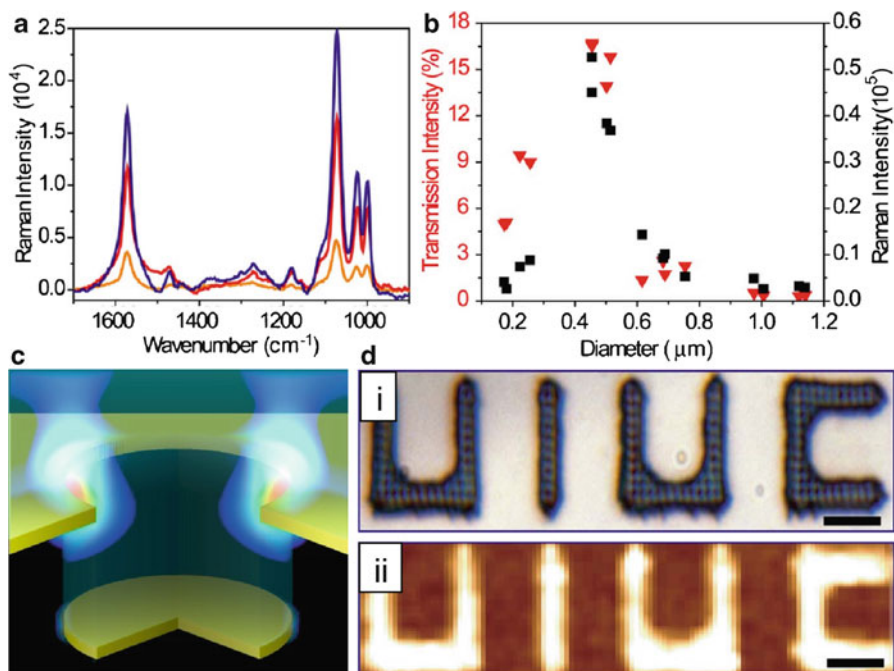 a
Raman Intensity (10⁴)
2.5
2.0
1.5
1.0
0.5
0
1600 1400 1200 1000
Wavenumber (cm⁻¹)
b
Transmission Intensity (%)
18
15
12
9
6
3
0
0.2 0.4 0.6 0.8 1.0 1.2
Diameter (μm)
0.6
0.5
0.4
0.3
0.2
0.1
0.0
Raman Intensity(10⁵)
c
d
i
UIUC
ii
UIUC